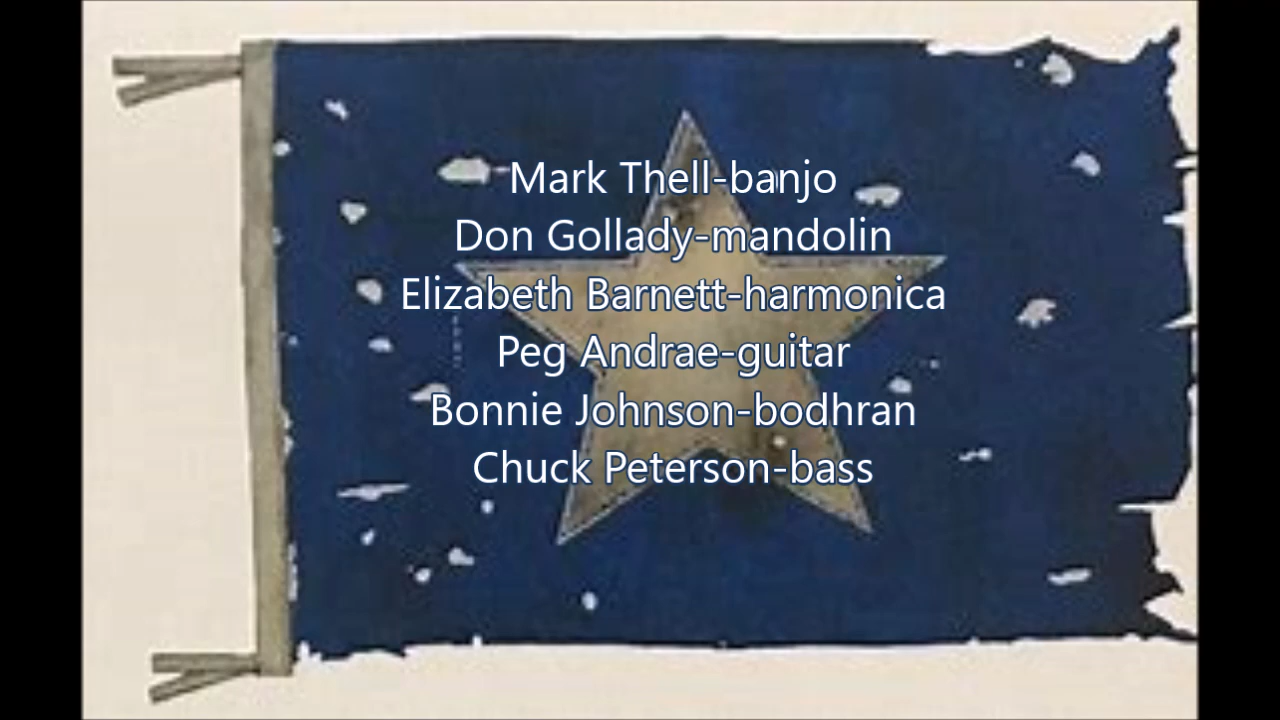 Mark Thell-banjo
Don Gollady-mandolin
Elizabeth Barnett-harmonica
Peg Andrae-guitar
Bonnie Johnson-bodhran
Chuck Peterson-bass